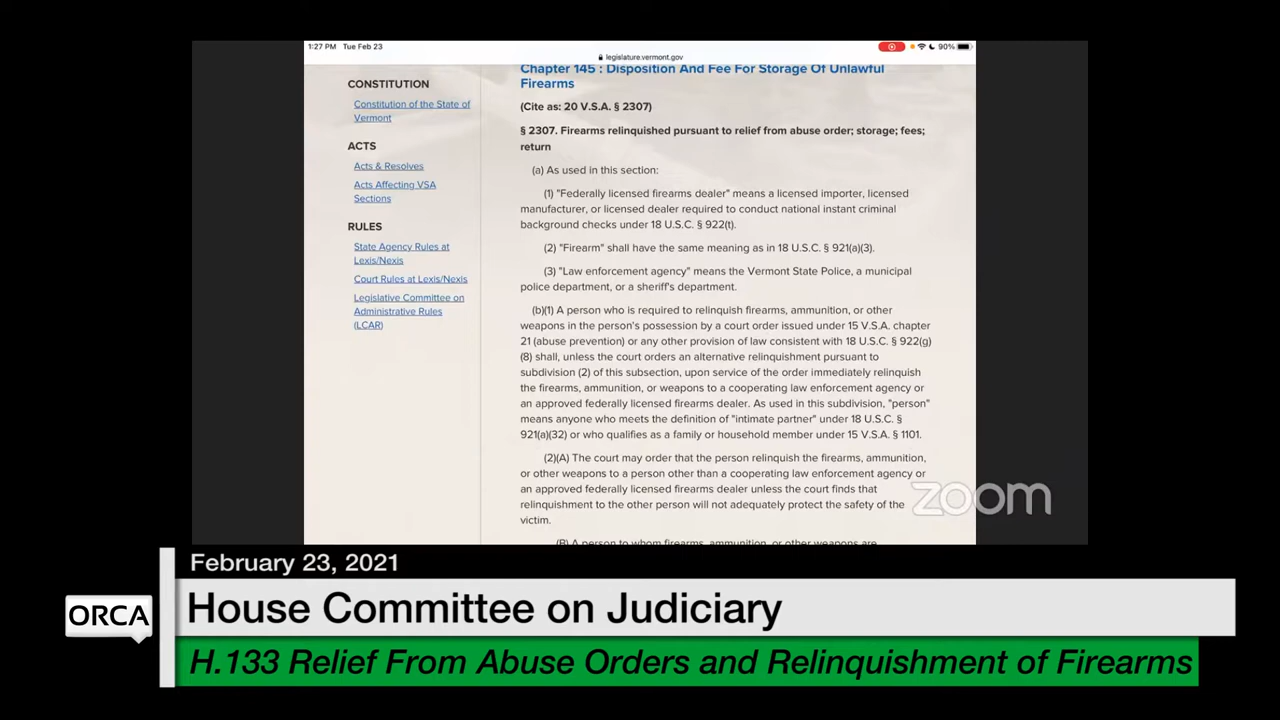 1:27 PM Tue Feb 23
90%
legislature.vermont.gov
CONSTITUTION
Constitution of the State of
Vermont
ACTS
Acts & Resolves
Acts Affecting VSA
Sections
RULES
State Agency Rules at
Lexis/Nexis
Court Rules at Lexis/Nexis
Legislative Committee on
Administrative Rules
(LCAR)
Chapter 145 : Disposition And Fee For Storage Of Unlawful
Firearms
(Cite as: 20 V.S.A. § 2307)
§ 2307. Firearms relinquished pursuant to relief from abuse order; storage; fees;
return
(a) As used in this section:
(1) "Federally licensed firearms dealer" means a licensed importer, licensed
manufacturer, or licensed dealer required to conduct national instant criminal
background checks under 18 U.S.C. § 922(t).
(2) "Firearm" shall have the same meaning as in 18 U.S.C. § 921(a)(3).
(3) "Law enforcement agency" means the Vermont State Police, a municipal
police department, or a sheriff's department.
(b)(1) A person who is required to relinquish firearms, ammunition, or other
weapons in the person's possession by a court order issued under 15 V.S.A. chapter
21 (abuse prevention) or any other provision of law consistent with 18 U.S.C. § 922(g)
(8) shall, unless the court orders an alternative relinquishment pursuant to
subdivision (2) of this subsection, upon service of the order immediately relinquish
the firearms, ammunition, or weapons to a cooperating law enforcement agency or
an approved federally licensed firearms dealer. As used in this subdivision, "person"
means anyone who meets the definition of "intimate partner" under 18 U.S.C. §
921(a)(32) or who qualifies as a family or household member under 15 V.S.A. § 1101.
(2)(A) The court may order that the person relinquish the firearms, ammunition,
or other weapons to a person other than a cooperating law enforcement agency or
an approved federally licensed firearms dealer unless the court finds that
relinquishment to the other person will not adequately protect the safety of the
victim.
(B) A person to whom firearms, ammunition, or other weapons are
zoom
February 23, 2021
ORCA
House Committee on Judiciary
H.133 Relief From Abuse Orders and Relinquishment of Firearms